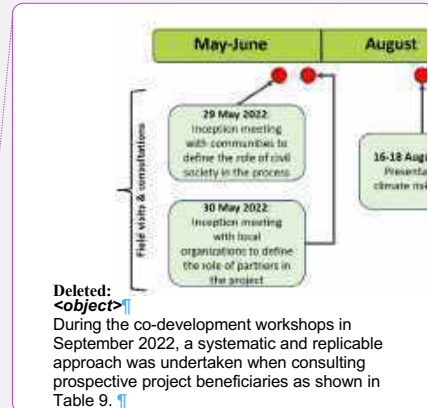 May-June
August
29 May 2022
Inception meeting
with communities to
define the role of civil
society in the process
16-18 Aug
Presenta
climate ris
30 May 2022
Inception meeting
with local
organizations to define
the role of partners in
the project
Field visits & consultations
Deleted:
<object>¶
During the co-development workshops in
September 2022, a systematic and replicable
approach was undertaken when consulting
prospective project beneficiaries as shown in
Table 9. ¶